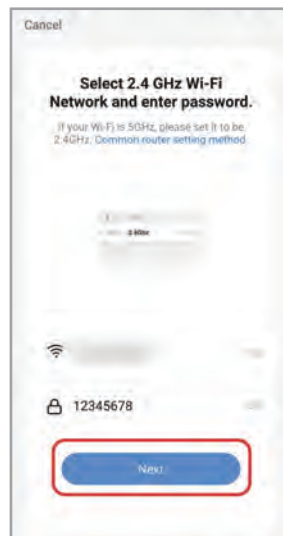 Cancel
Select 2.4 GHz Wi-Fi
Network and enter password.
If your Wi-Fi is 5GHz, please set it to be
2.4GHz. Common router setting method
12345678
Next